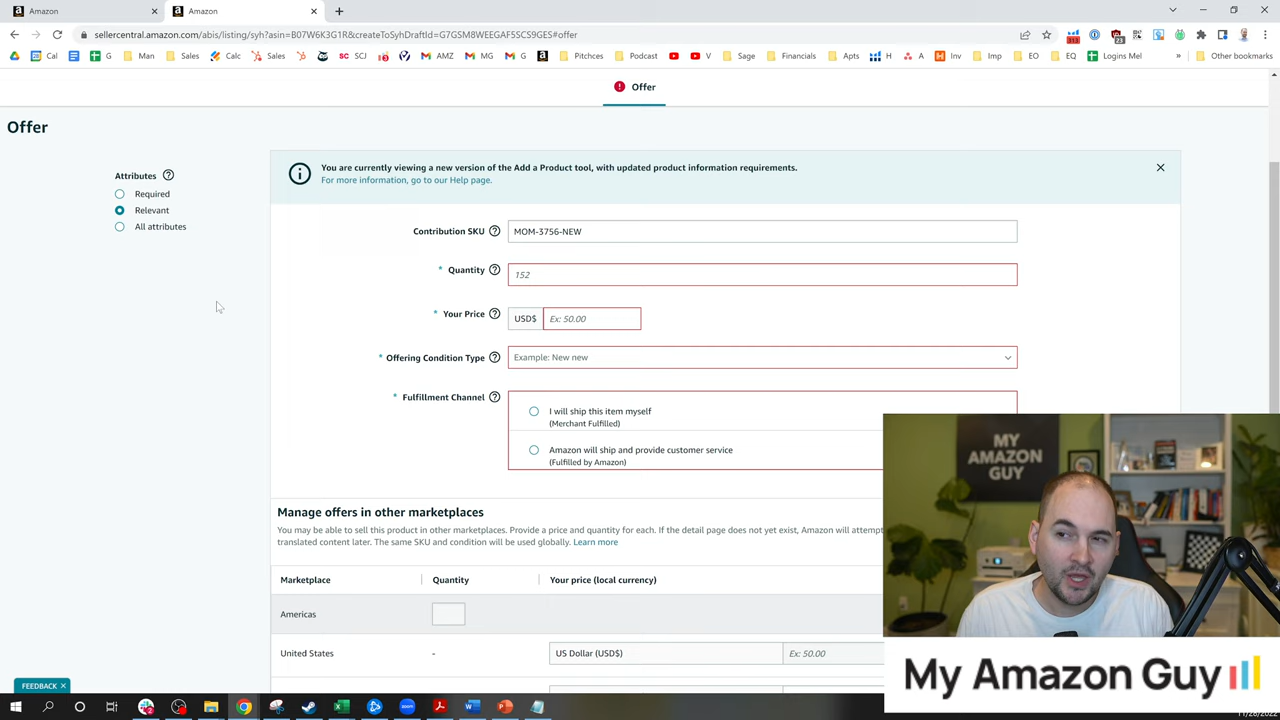 Amazon
Amazon
sellercentral.amazon.com/abis/listing/syh?asin=B07W6K3G1R&createToSyhDraftId=G7GSM8WEEGAF5SCS9GES#offer
Cal
G
Man
Sales
Calc
Sales
SC
AMZ
MG
G
Pitches
Podcast
V
Sage
Financials
Apts
H
A
Inv
Imp
EO
EQ
Logins Mel
»
Other bookmarks
Offer
Offer
Attributes
Required
Relevant
All attributes
You are currently viewing a new version of the Add a Product tool, with updated product information requirements.
For more information, go to our Help page.
Contribution SKU
MOM-3756-NEW
* Quantity
152
* Your Price
USD$
Ex: 50.00
* Offering Condition Type
Example: New new
* Fulfillment Channel
I will ship this item myself
(Merchant Fulfilled)
Amazon will ship and provide customer service
(Fulfilled by Amazon)
Manage offers in other marketplaces
You may be able to sell this product in other marketplaces. Provide a price and quantity for each. If the detail page does not yet exist, Amazon will attempt
translated content later. The same SKU and condition will be used globally. Learn more
Marketplace
Quantity
Your price (local currency)
Americas
United States
-
US Dollar (USD$)
Ex: 50.00
FEEDBACK
MY
AMAZON
GUY
My Amazon Guy
11/28/2022